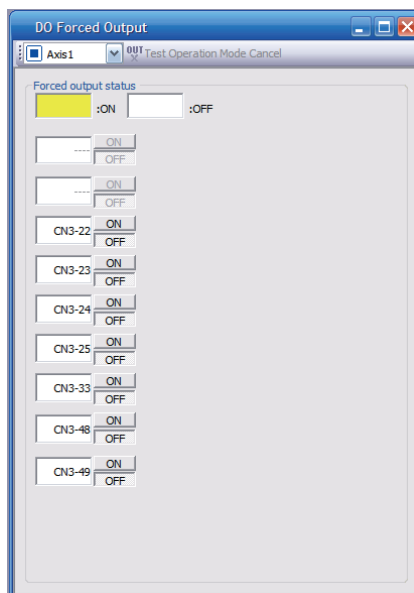 DO Forced Output
Axis1 OUT Test Operation Mode Cancel
Forced output status
:ON :OFF
---- ON
OFF
---- ON
OFF
CN3-22 ON
OFF
CN3-23 ON
OFF
CN3-24 ON
OFF
CN3-25 ON
OFF
CN3-33 ON
OFF
CN3-48 ON
OFF
CN3-49 ON
OFF